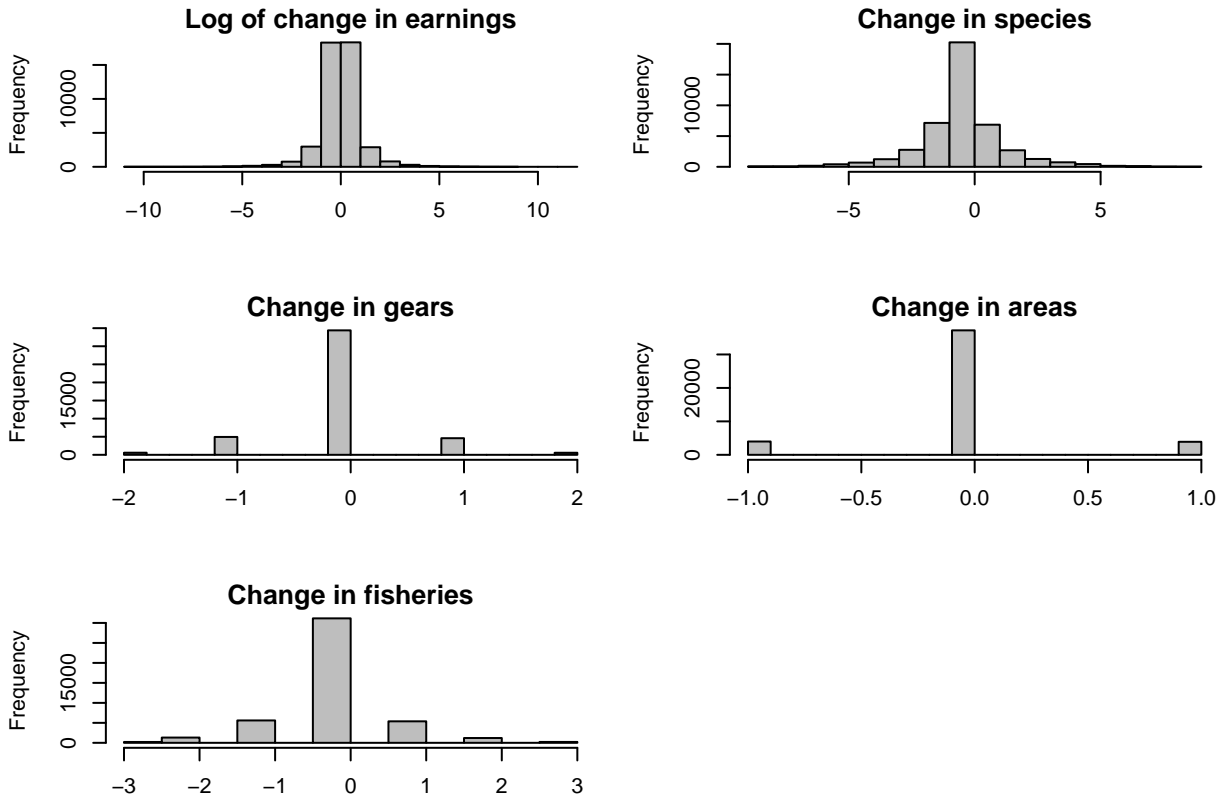 Log of change in earnings
Frequency
0 10000
−10 −5 0 5 10
Change in species
Frequency
0 10000
−5 0 5
Change in gears
Frequency
0 15000
−2 −1 0 1 2
Change in areas
Frequency
0 20000
−1.0 −0.5 0.0 0.5 1.0
Change in fisheries
Frequency
0 15000
−3 −2 −1 0 1 2 3